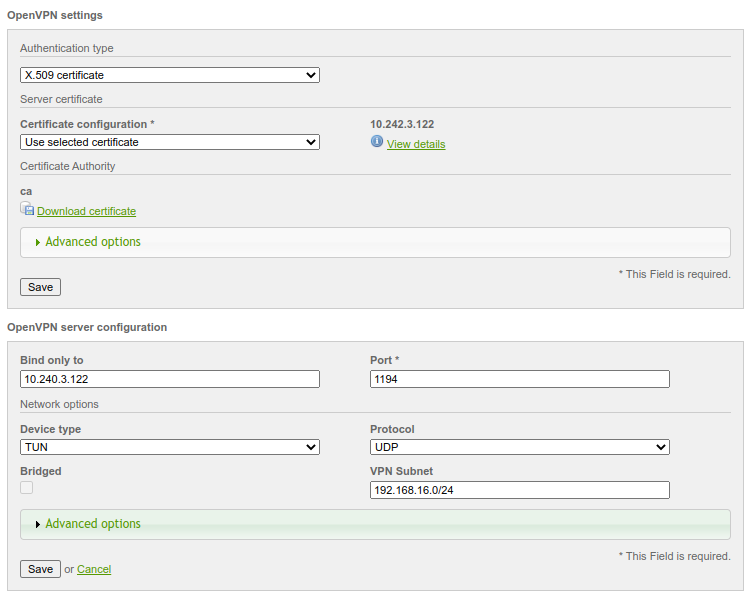 OpenVPN settings
Authentication type
X.509 certificate
Server certificate
Certificate configuration *
10.242.3.122
Use selected certificate
View details
Certificate Authority
ca
Download certificate
Advanced options
* This Field is required.
Save
OpenVPN server configuration
Bind only to
Port *
10.240.3.122
1194
Network options
Device type
Protocol
TUN
UDP
Bridged
VPN Subnet
192.168.16.0/24
Advanced options
* This Field is required.
Save or Cancel